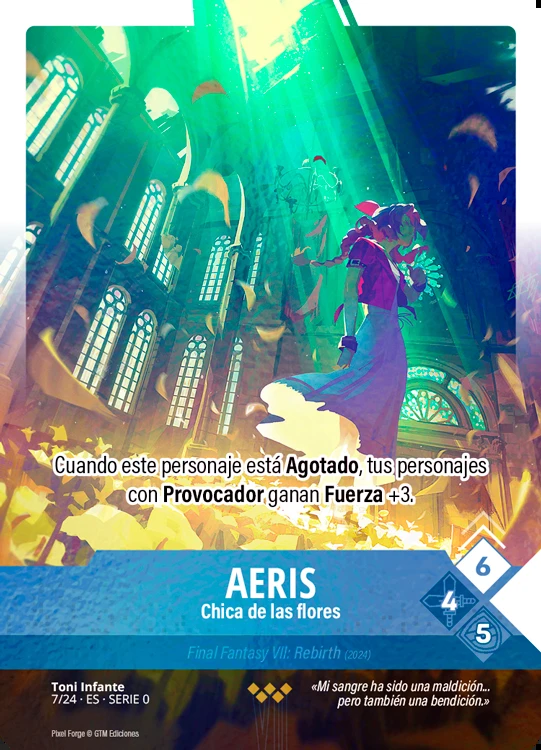 Cuando este personaje está Agotado, tus personajes
con Provocador ganan Fuerza +3.
6
AERIS
Chica de las flores
4
5
Final Fantasy VII: Rebirth (2024)
Toni Infante
7/24 · ES · SERIE 0
«Mi sangre ha sido una maldición...
pero también una bendición.»
Pixel Forge © GTM Ediciones